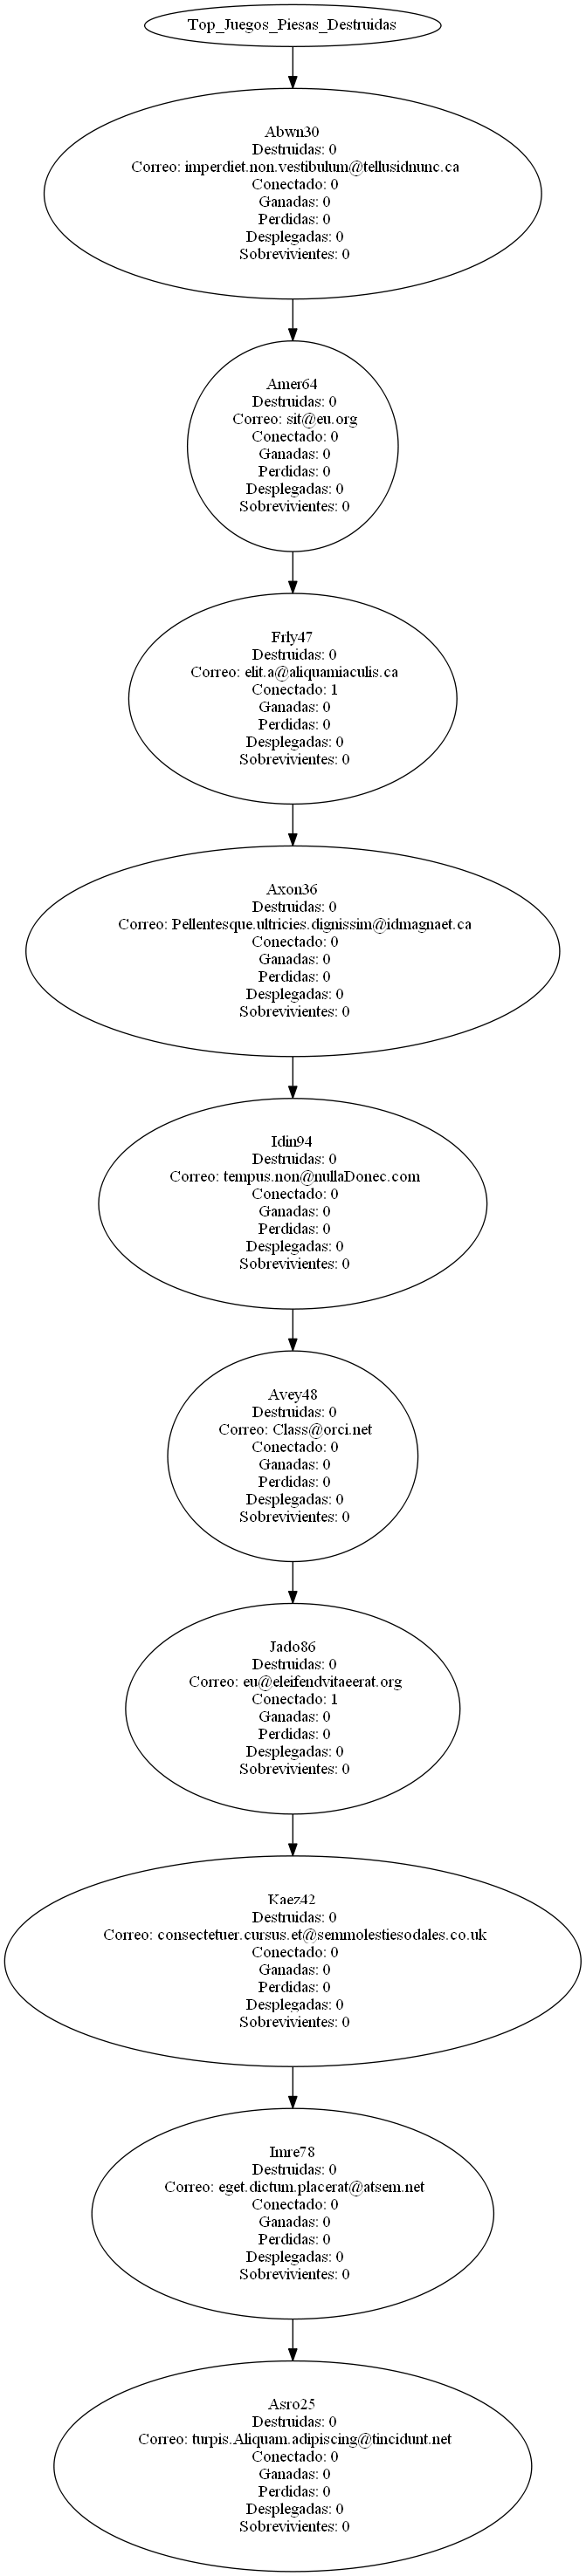 Top_Juegos_Piesas_Destruidas
Abwn30
Destruidas: 0
Correo: imperdiet.non.vestibulum@tellusidnunc.ca
Conectado: 0
Ganadas: 0
Perdidas: 0
Desplegadas: 0
Sobrevivientes: 0
Amer64
Destruidas: 0
Correo: sit@eu.org
Conectado: 0
Ganadas: 0
Perdidas: 0
Desplegadas: 0
Sobrevivientes: 0
Frly47
Destruidas: 0
Correo: elit.a@aliquamiaculis.ca
Conectado: 1
Ganadas: 0
Perdidas: 0
Desplegadas: 0
Sobrevivientes: 0
Axon36
Destruidas: 0
Correo: Pellentesque.ultricies.dignissim@idmagnaet.ca
Conectado: 0
Ganadas: 0
Perdidas: 0
Desplegadas: 0
Sobrevivientes: 0
Idin94
Destruidas: 0
Correo: tempus.non@nullaDonec.com
Conectado: 0
Ganadas: 0
Perdidas: 0
Desplegadas: 0
Sobrevivientes: 0
Avey48
Destruidas: 0
Correo: Class@orci.net
Conectado: 0
Ganadas: 0
Perdidas: 0
Desplegadas: 0
Sobrevivientes: 0
Jado86
Destruidas: 0
Correo: eu@eleifendvitaeerat.org
Conectado: 1
Ganadas: 0
Perdidas: 0
Desplegadas: 0
Sobrevivientes: 0
Kaez42
Destruidas: 0
Correo: consectetuer.cursus.et@semmolestiesodales.co.uk
Conectado: 0
Ganadas: 0
Perdidas: 0
Desplegadas: 0
Sobrevivientes: 0
Imre78
Destruidas: 0
Correo: eget.dictum.placerat@atsem.net
Conectado: 0
Ganadas: 0
Perdidas: 0
Desplegadas: 0
Sobrevivientes: 0
Asro25
Destruidas: 0
Correo: turpis.Aliquam.adipiscing@tincidunt.net
Conectado: 0
Ganadas: 0
Perdidas: 0
Desplegadas: 0
Sobrevivientes: 0